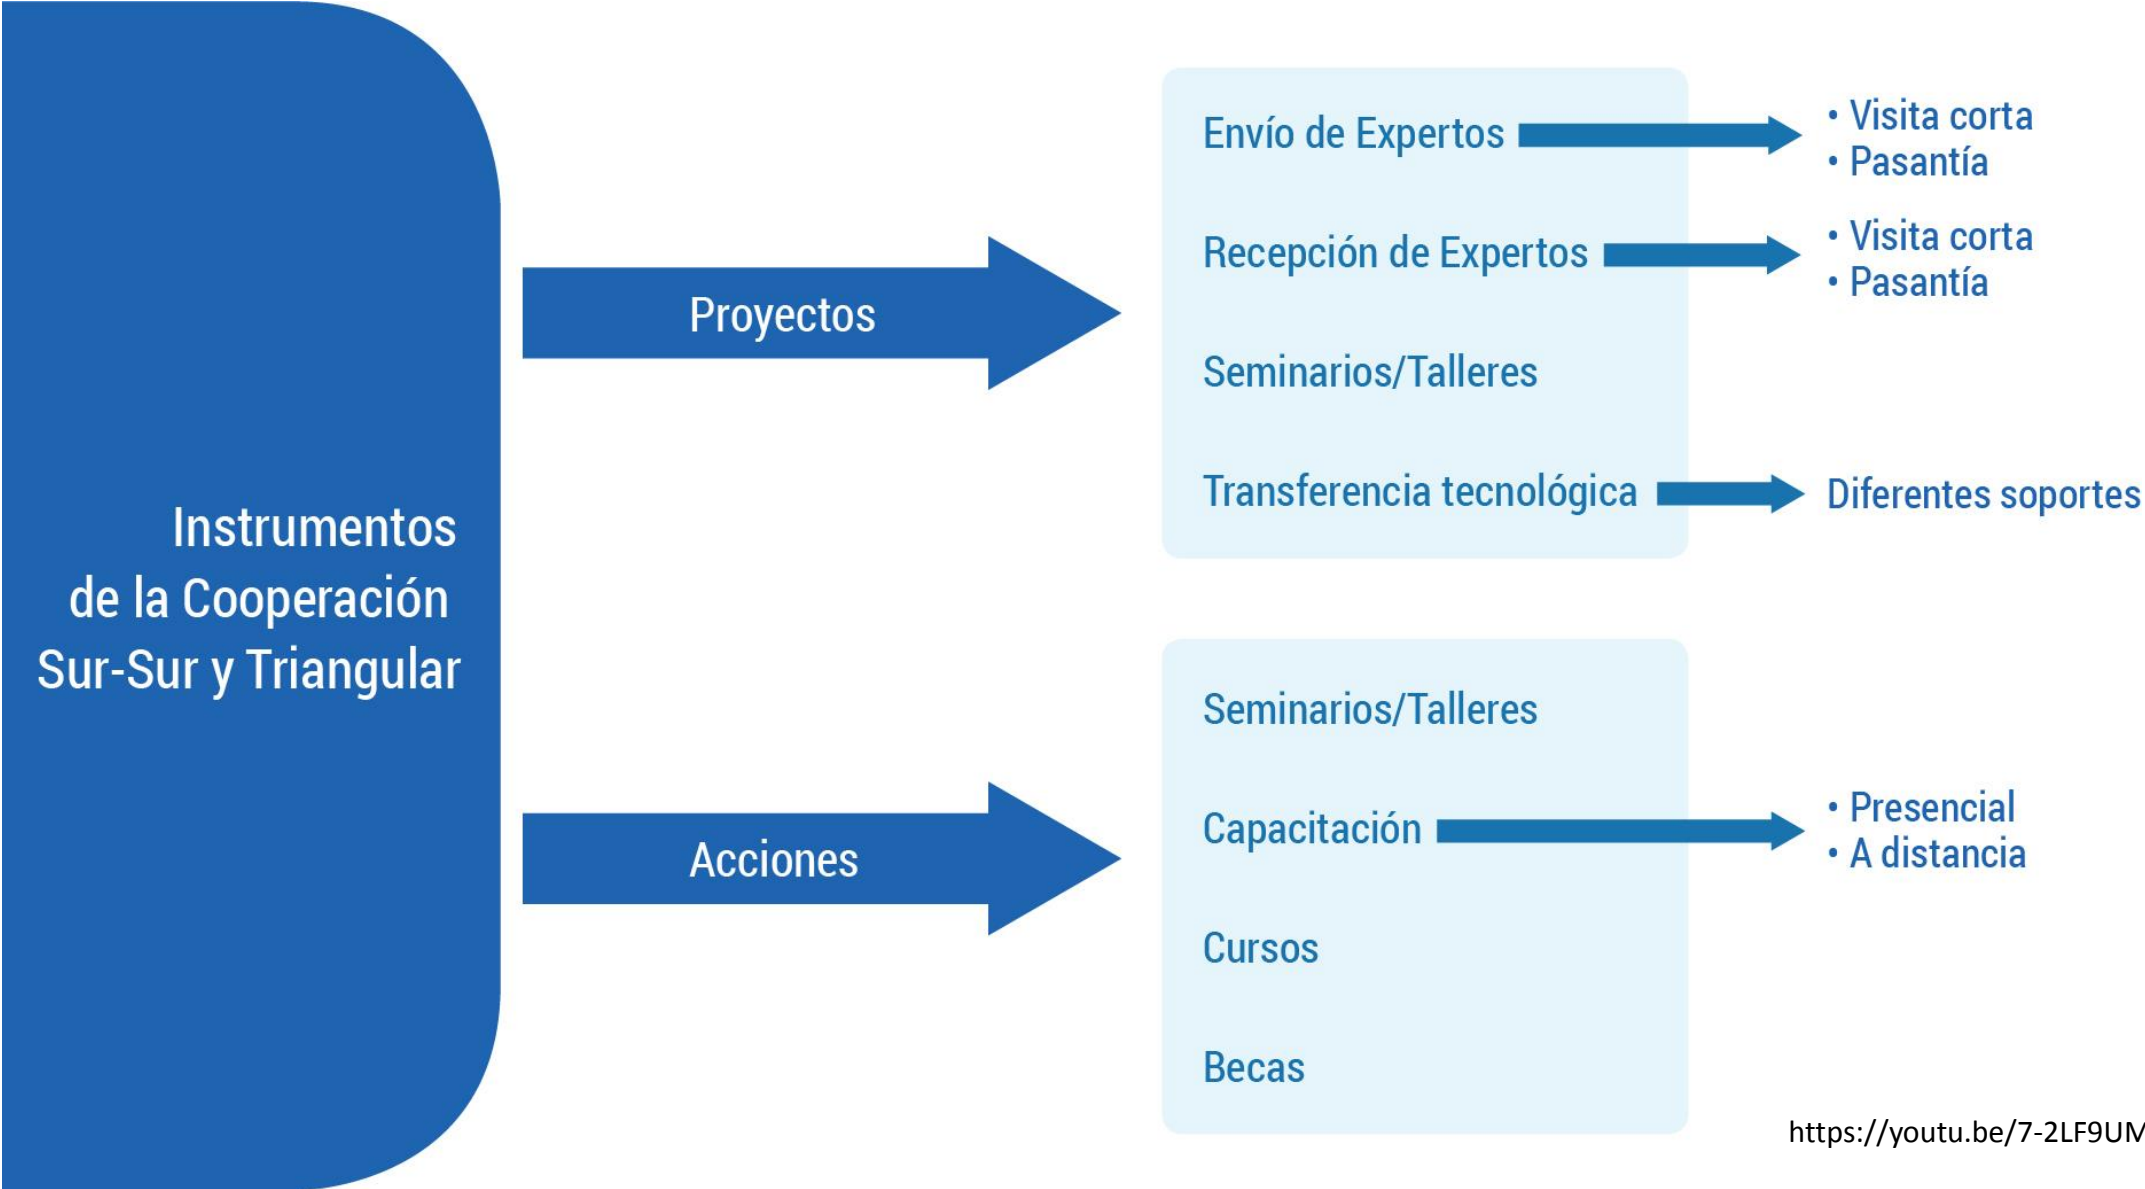 Instrumentos
de la Cooperación
Sur-Sur y Triangular
Proyectos
Envío de Expertos
• Visita corta
• Pasantía
Recepción de Expertos
• Visita corta
• Pasantía
Seminarios/Talleres
Transferencia tecnológica
Diferentes soportes
Acciones
Seminarios/Talleres
Capacitación
• Presencial
• A distancia
Cursos
Becas
https://youtu.be/7-2LF9UM